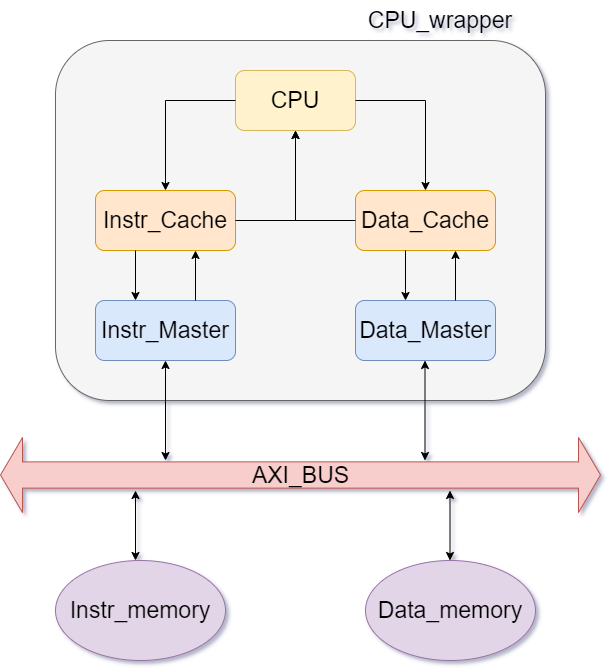 CPU_wrapper
CPU
Instr_Cache
Data_Cache
Instr_Master
Data_Master
AXI_BUS
Instr_memory
Data_memory